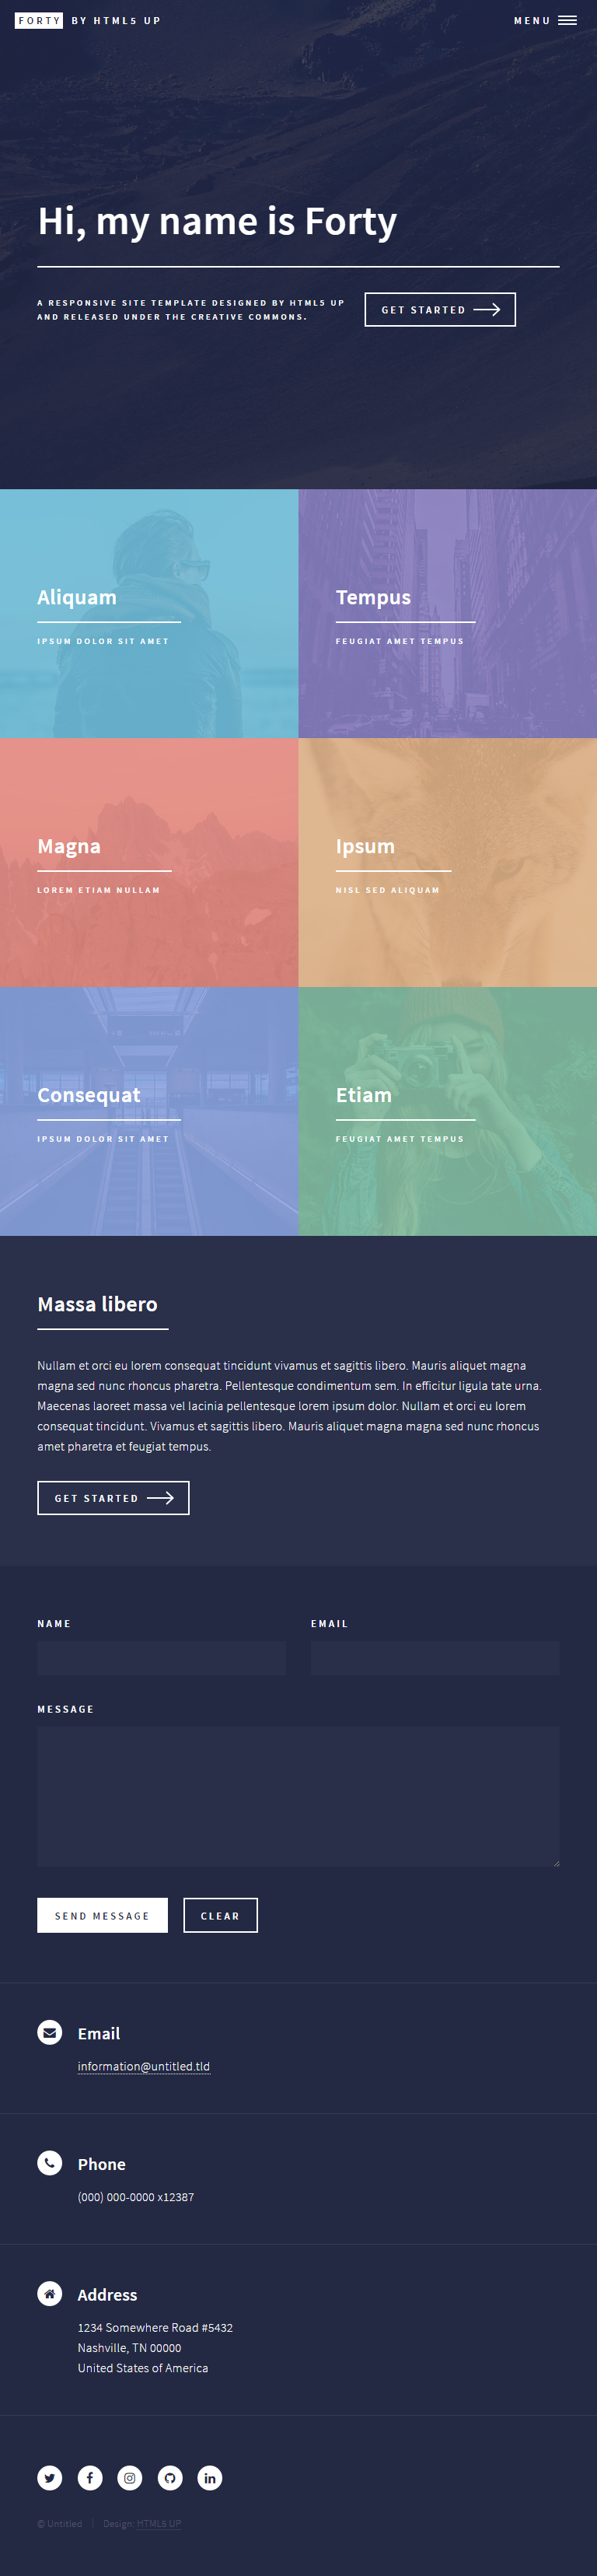 FORTY BY HTML5 UP
MENU
Hi, my name is Forty
A RESPONSIVE SITE TEMPLATE DESIGNED BY HTML5 UP
AND RELEASED UNDER THE CREATIVE COMMONS.
GET STARTED
Aliquam
IPSUM DOLOR SIT AMET
Tempus
FEUGIAT AMET TEMPUS
Magna
LOREM ETIAM NULLAM
Ipsum
NISL SED ALIQUAM
Consequat
IPSUM DOLOR SIT AMET
Etiam
FEUGIAT AMET TEMPUS
Massa libero
Nullam et orci eu lorem consequat tincidunt vivamus et sagittis libero. Mauris aliquet magna
magna sed nunc rhoncus pharetra. Pellentesque condimentum sem. In efficitur ligula tate urna.
Maecenas laoreet massa vel lacinia pellentesque lorem ipsum dolor. Nullam et orci eu lorem
consequat tincidunt. Vivamus et sagittis libero. Mauris aliquet magna magna sed nunc rhoncus
amet pharetra et feugiat tempus.
GET STARTED
NAME
EMAIL
MESSAGE
SEND MESSAGE
CLEAR
Email
information@untitled.tld
Phone
(000) 000-0000 x12387
Address
1234 Somewhere Road #5432
Nashville, TN 00000
United States of America
© Untitled
Design: HTML5 UP